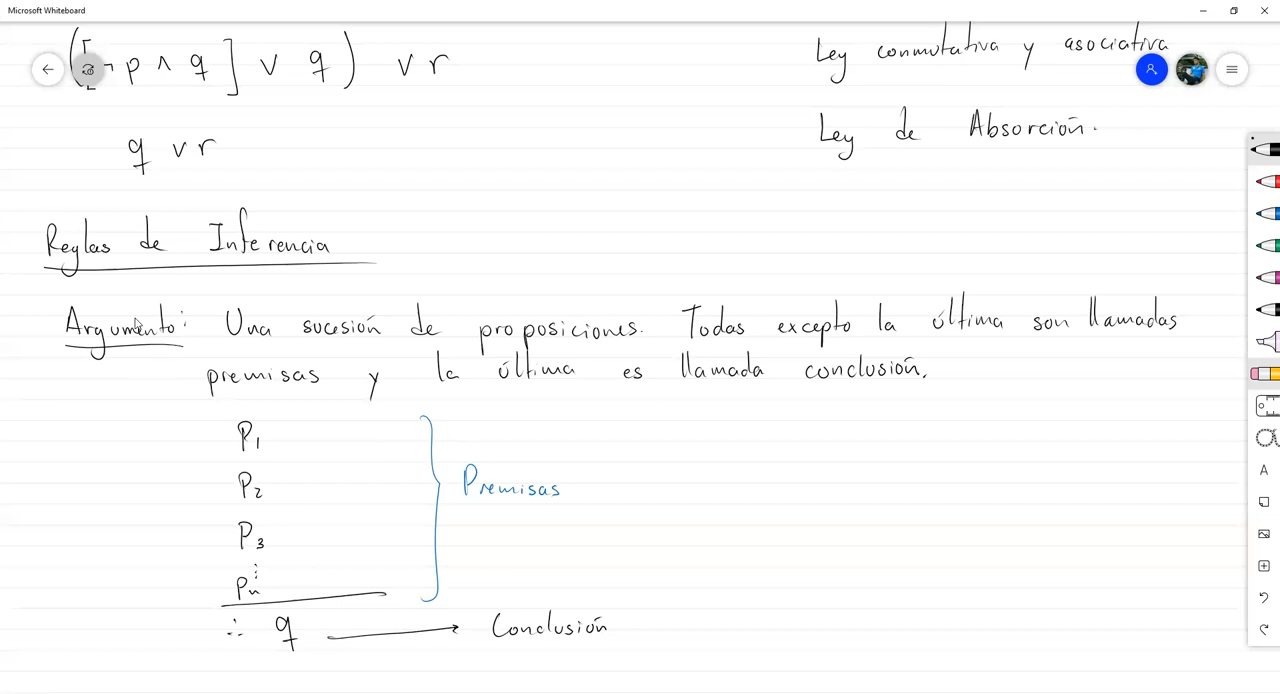 Microsoft Whiteboard
([¬ p ∧ q ] ∨ q ) ∨ r
Ley conmutativa y asociativa
q ∨ r
Ley de Absorción.
Reglas de Inferencia
Argumento: Una sucesión de proposiciones. Todas excepto la última son llamadas
premisas y la última es llamada conclusión.
P1
P2
P3
⋮
Pn
Premisas
∴ q → Conclusión